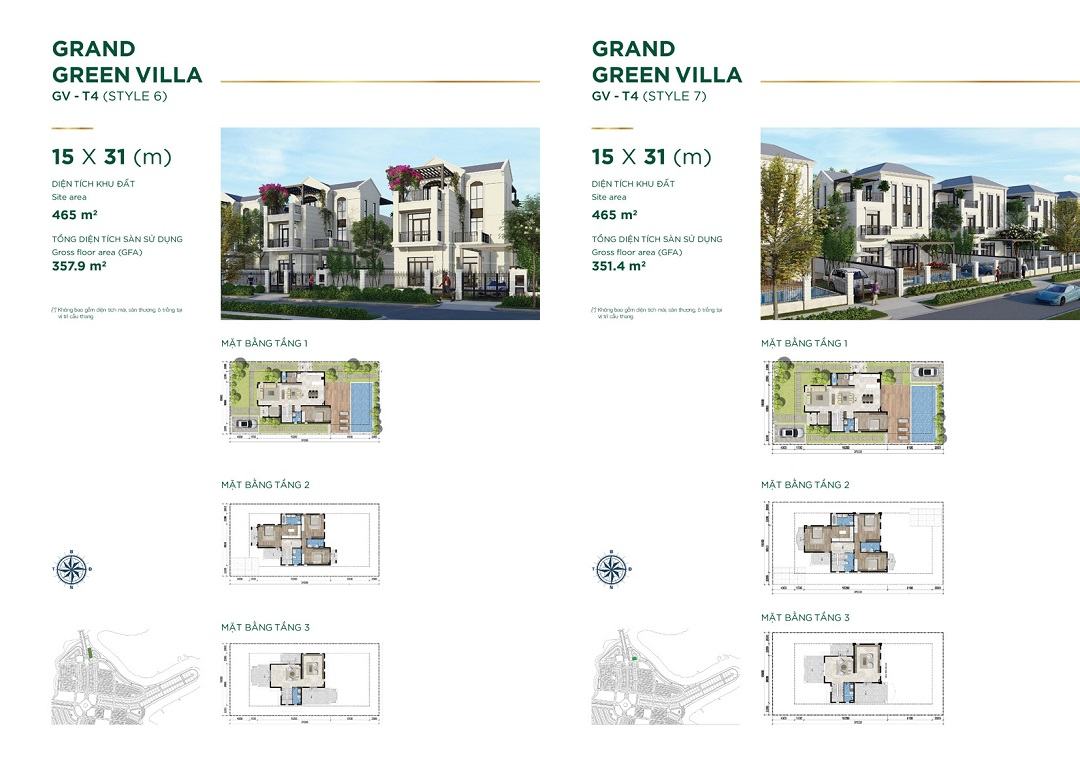 GRAND
GREEN VILLA
GV - T4 (STYLE 6)
15 X 31 (m)
DIỆN TÍCH KHU ĐẤT
Site area
465 m²
TỔNG DIỆN TÍCH SÀN SỬ DỤNG
Gross floor area (GFA)
357.9 m²
(*) Không bao gồm diện tích mái, sân thượng, ô trống tại
vị trí cầu thang
MẶT BẰNG TẦNG 1
MẶT BẰNG TẦNG 2
B
T
Đ
N
MẶT BẰNG TẦNG 3
GRAND
GREEN VILLA
GV - T4 (STYLE 7)
15 X 31 (m)
DIỆN TÍCH KHU ĐẤT
Site area
465 m²
TỔNG DIỆN TÍCH SÀN SỬ DỤNG
Gross floor area (GFA)
351.4 m²
(*) Không bao gồm diện tích mái, sân thượng, ô trống tại
vị trí cầu thang
MẶT BẰNG TẦNG 1
MẶT BẰNG TẦNG 2
B
T
Đ
N
MẶT BẰNG TẦNG 3